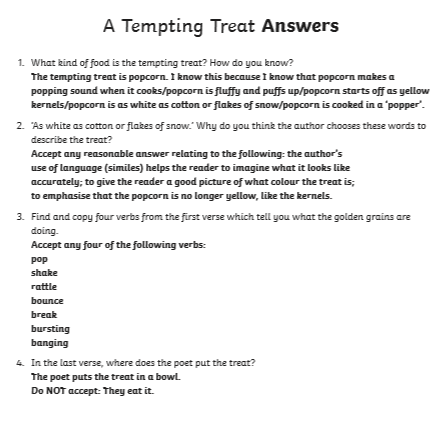 A Tempting Treat Answers
1. What kind of food is the tempting treat? How do you know?
The tempting treat is popcorn. I know this because I know that popcorn makes a
popping sound when it cooks/popcorn is fluffy and puffs up/popcorn starts off as yellow
kernels/popcorn is as white as cotton or flakes of snow/popcorn is cooked in a ‘popper’.
2. ‘As white as cotton or flakes of snow.’ Why do you think the author chooses these words to
describe the treat?
Accept any reasonable answer relating to the following: the author’s
use of language (similes) helps the reader to imagine what it looks like
accurately; to give the reader a good picture of what colour the treat is;
to emphasise that the popcorn is no longer yellow, like the kernels.
3. Find and copy four verbs from the first verse which tell you what the golden grains are
doing.
Accept any four of the following verbs:
pop
shake
rattle
bounce
break
bursting
banging
4. In the last verse, where does the poet put the treat?
The poet puts the treat in a bowl.
Do NOT accept: They eat it.